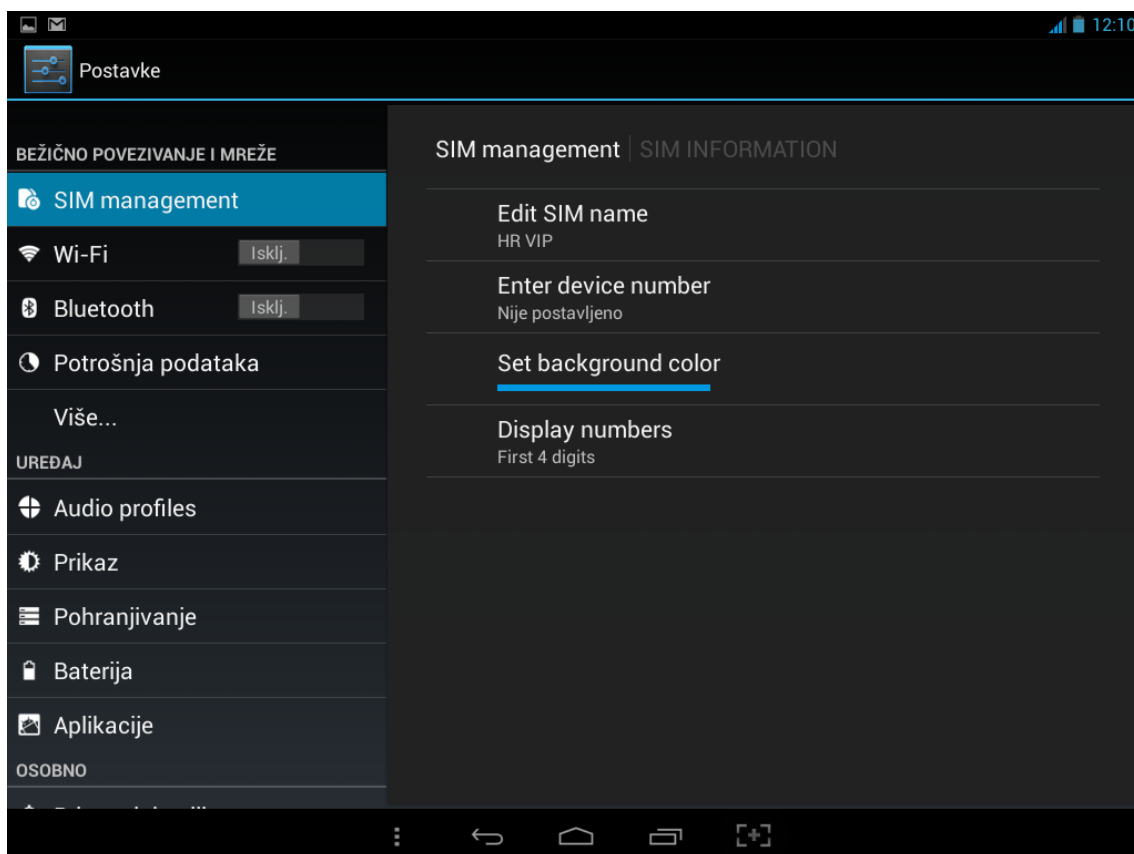 12:10
Postavke
BEŽIČNO POVEZIVANJE I MREŽE
SIM management
Wi-Fi Isklj.
Bluetooth Isklj.
Potrošnja podataka
Više...
UREĐAJ
Audio profiles
Prikaz
Pohranjivanje
Baterija
Aplikacije
OSOBNO
SIM management SIM INFORMATION
Edit SIM name
HR VIP
Enter device number
Nije postavljeno
Set background color
Display numbers
First 4 digits